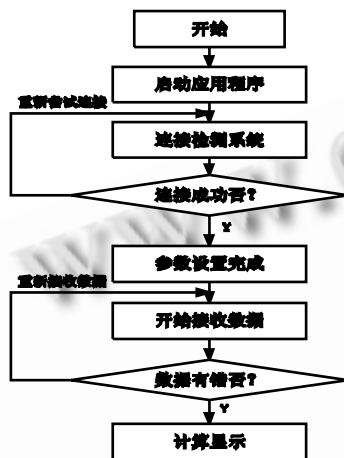 开始
启动应用程序
重新尝试连接
连接检测系统
连接成功否?
Y
参数设置完成
重新接收数据
开始接收数据
数据有错否?
Y
计算显示